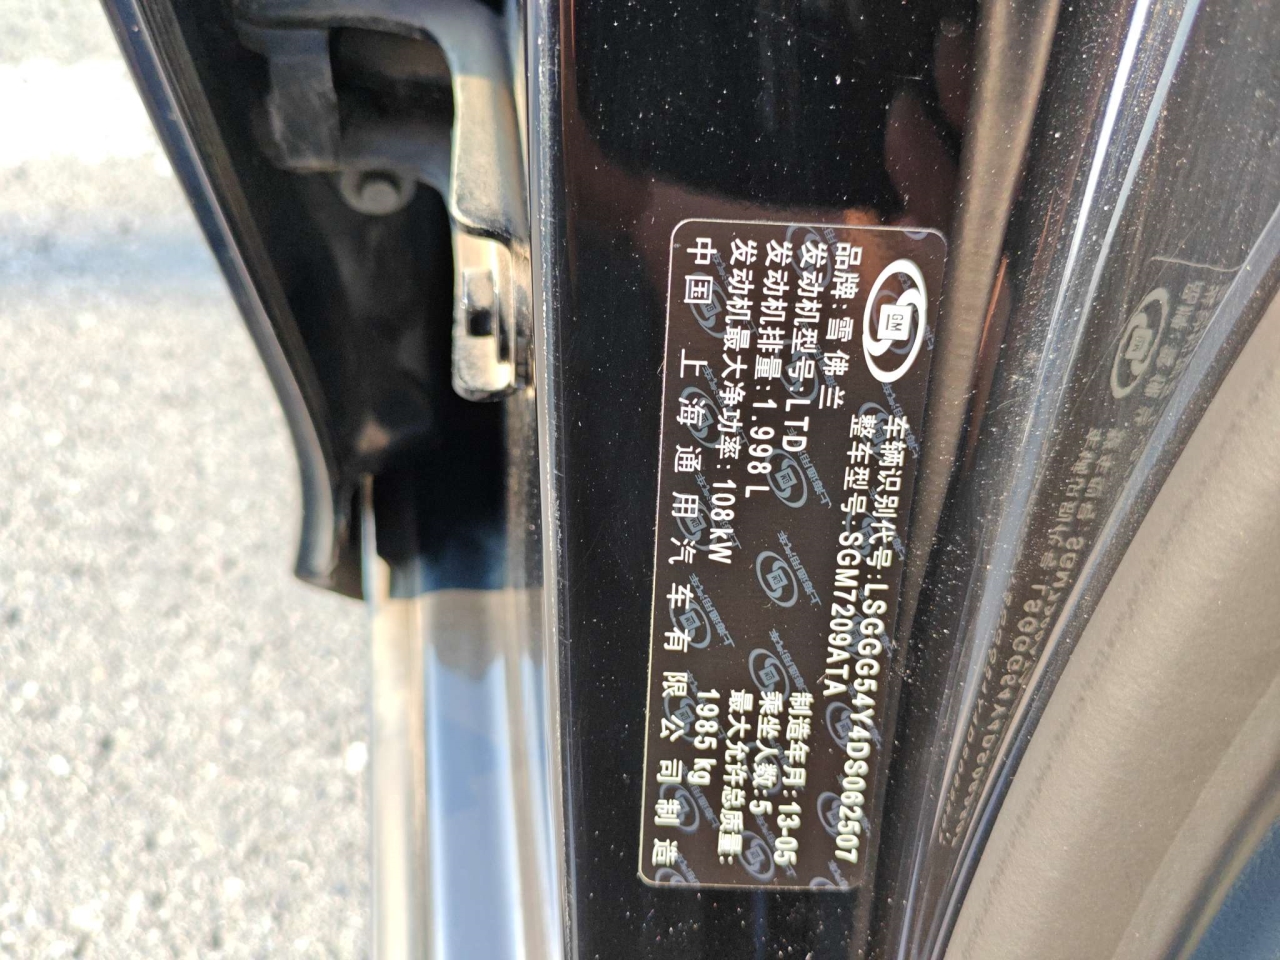 GM
车辆识别代号:LSGGG54Y4DS062507
整车型号:SGM7209ATA
品牌:雪佛兰
发动机型号:LTD
制造年月:13-05
发动机排量:1.998L
乘坐人数:5
发动机最大净功率:108kW
最大允许总质量:
1985kg
中国 上海通用汽车有限公司制造